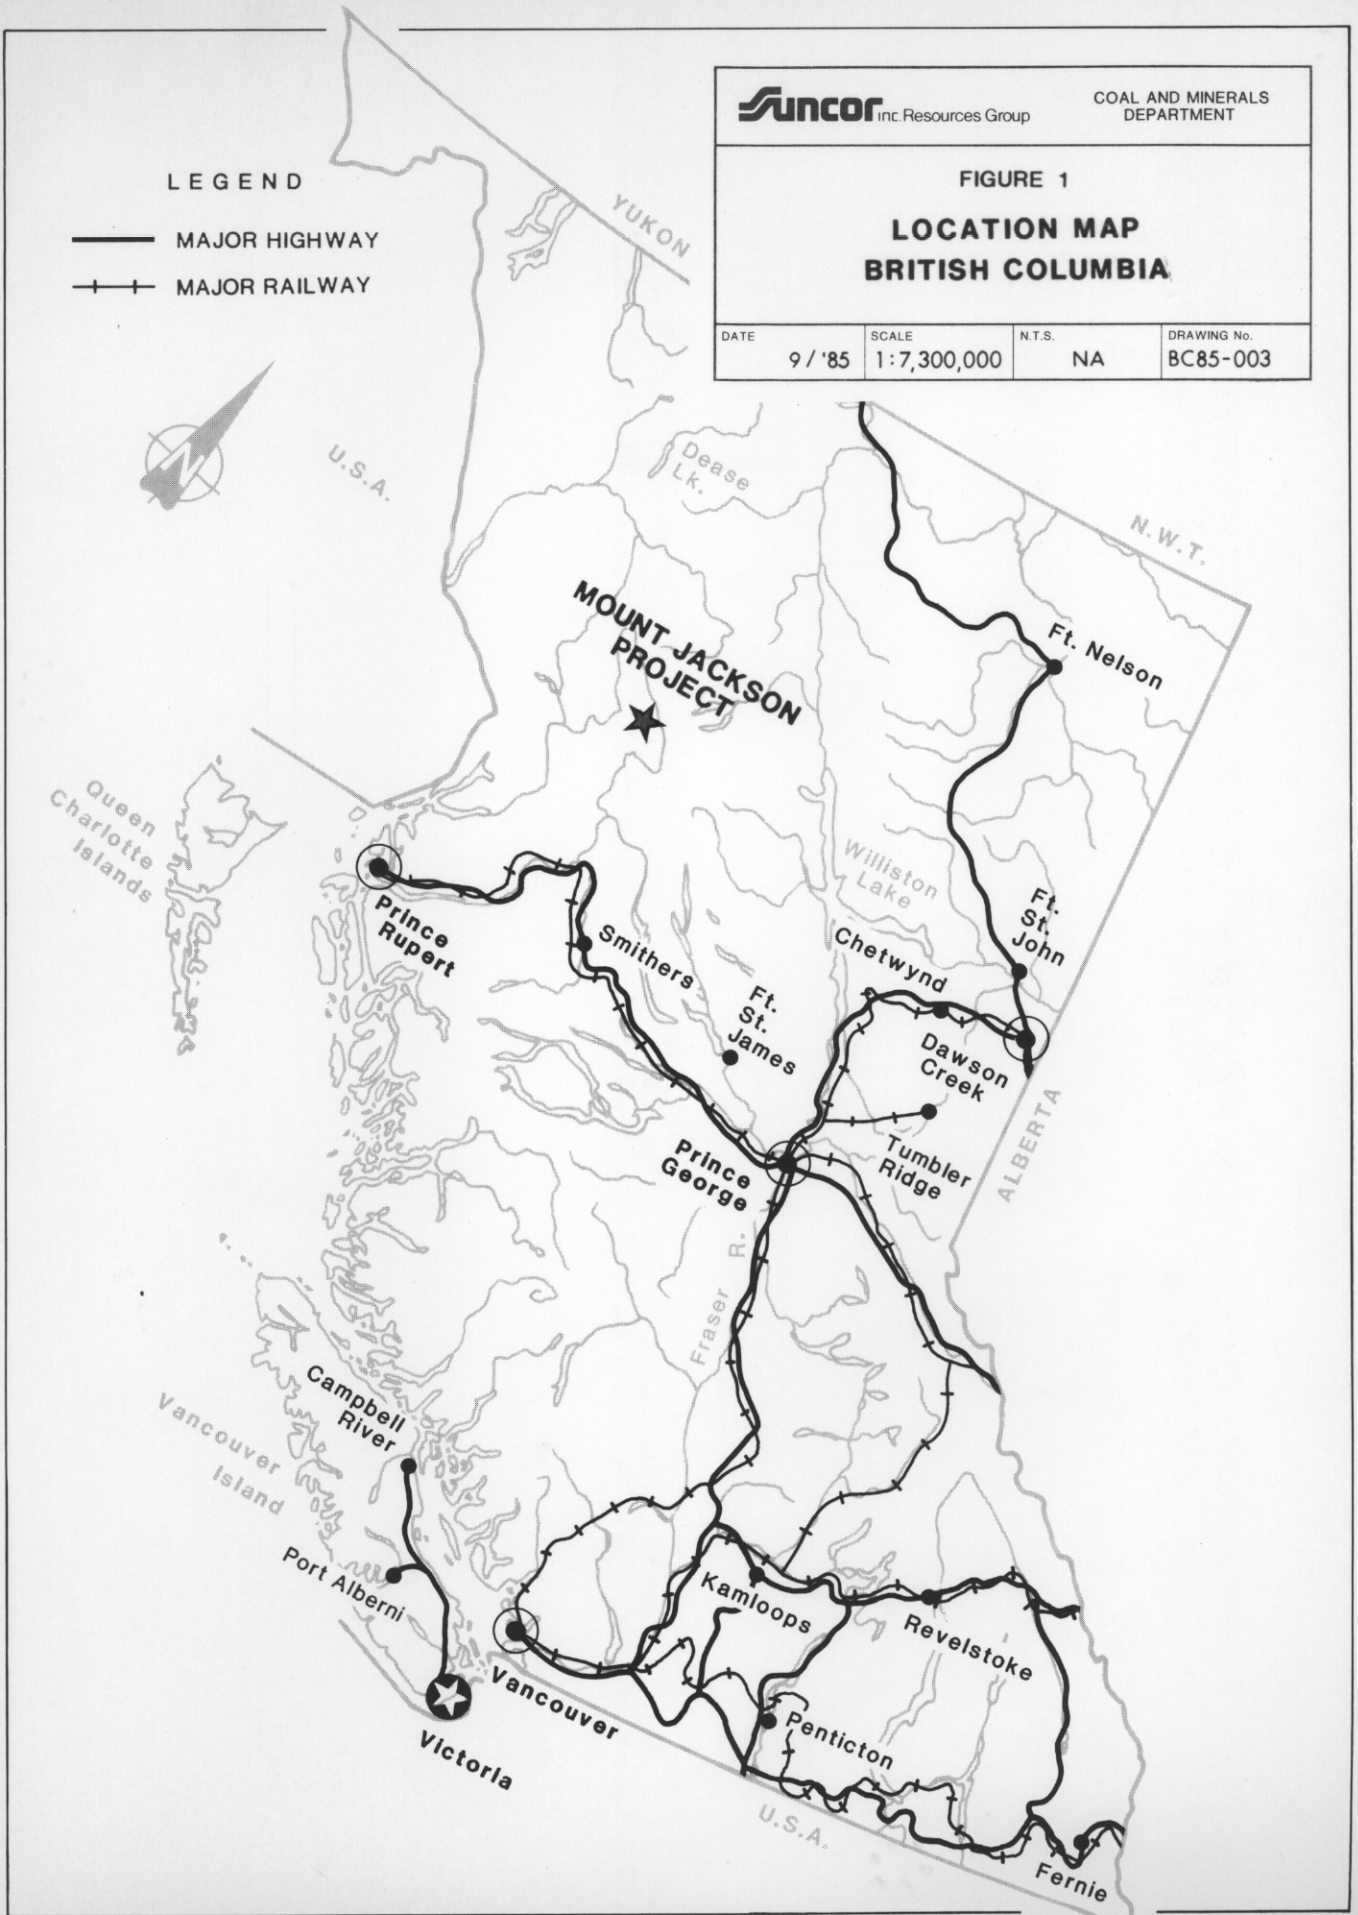 Suncor Inc. Resources Group
COAL AND MINERALS
DEPARTMENT
FIGURE 1
LOCATION MAP
BRITISH COLUMBIA
DATE
9 / '85
SCALE
1:7,300,000
N.T.S.
NA
DRAWING No.
BC85-003
LEGEND
MAJOR HIGHWAY
MAJOR RAILWAY
N
YUKON
U.S.A.
Dease
Lk.
N.W.T.
MOUNT JACKSON
PROJECT
Ft. Nelson
Queen
Charlotte
Islands
Williston
Lake
Ft.
St.
John
Prince
Rupert
Smithers
Chetwynd
Ft.
St.
James
Dawson
Creek
ALBERTA
Tumbler
Ridge
Prince
George
Fraser R.
Campbell
River
Vancouver
Island
Port Alberni
Kamloops
Revelstoke
Vancouver
Victoria
Penticton
U.S.A.
Fernie